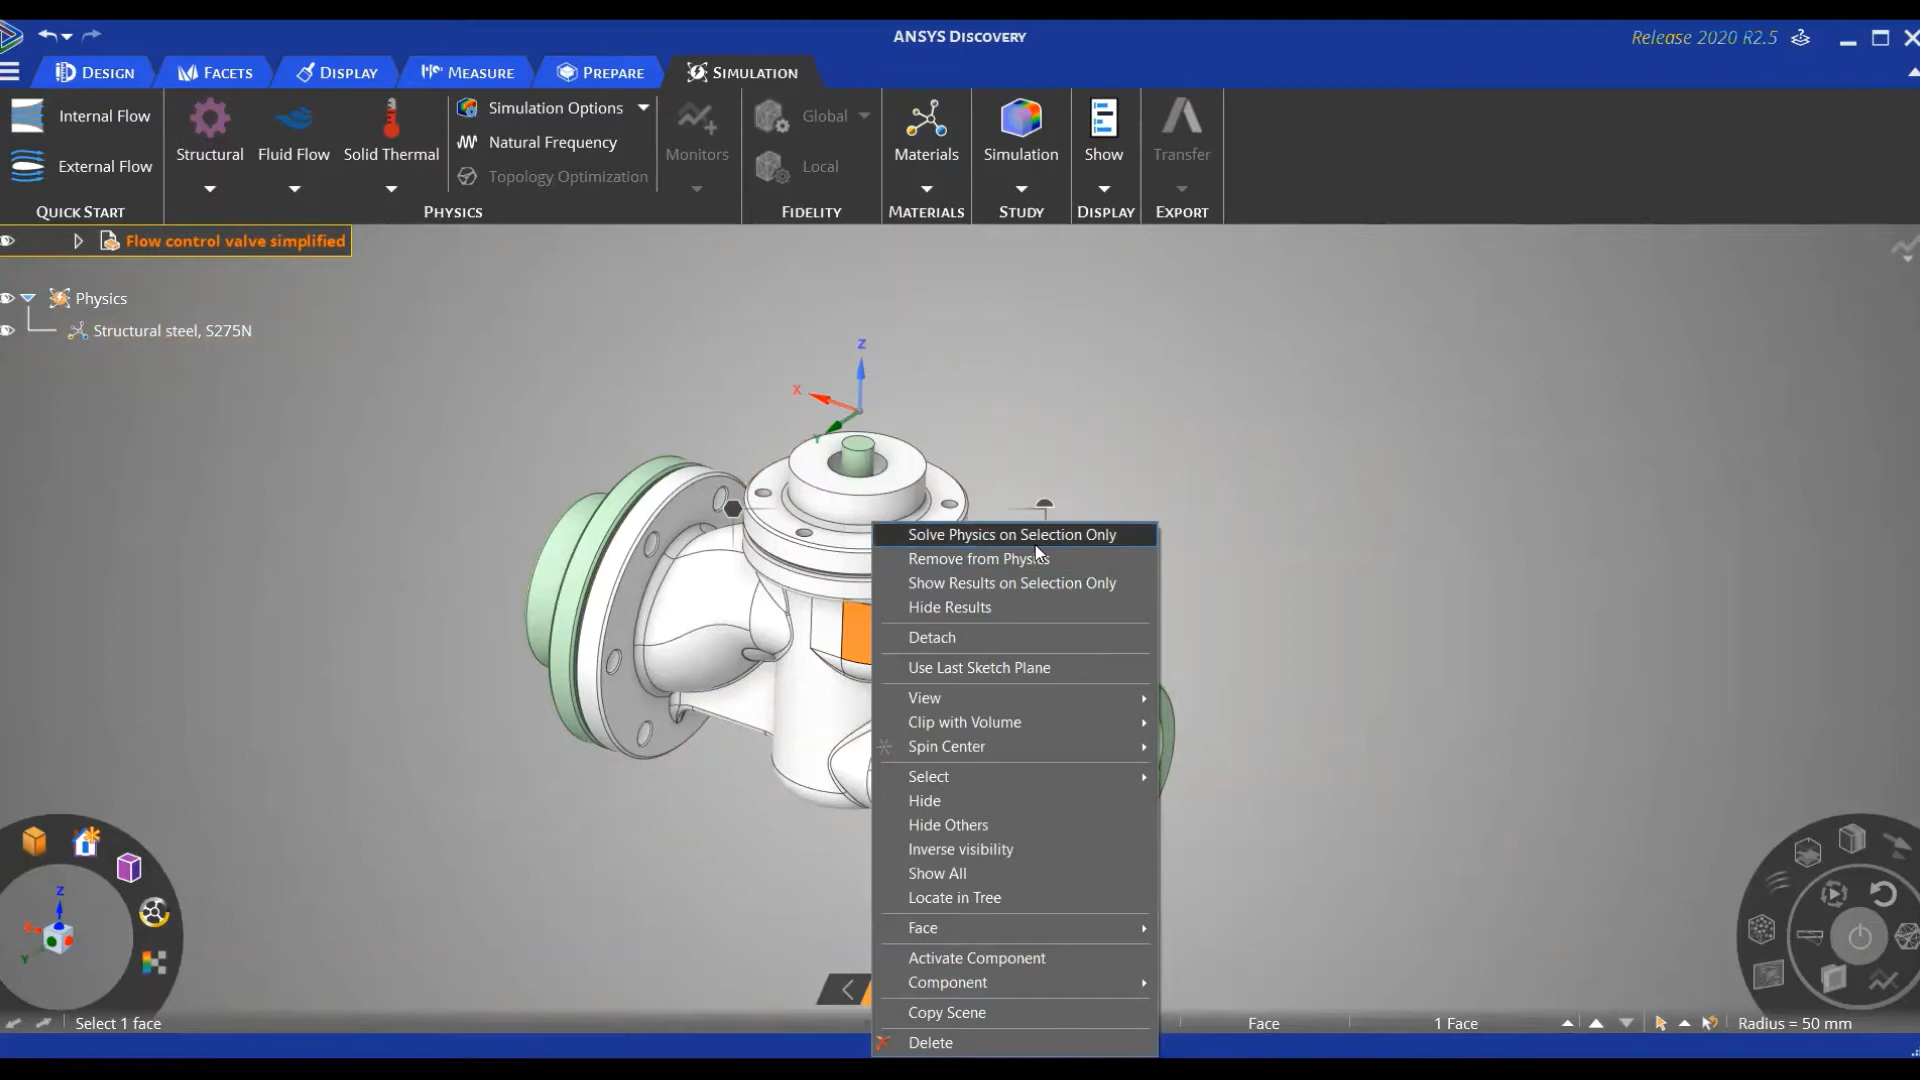 ANSYS Discovery
Release 2020 R2.5
Design
Facets
Display
Measure
Prepare
Simulation
Internal Flow
External Flow
Quick Start
Structural
Fluid Flow
Solid Thermal
Simulation Options
Natural Frequency
Topology Optimization
Physics
Monitors
Global
Local
Fidelity
Materials
Materials
Simulation
Study
Show
Display
Transfer
Export
Flow control valve simplified
Physics
Structural steel, S275N
Z
X
Y
Solve Physics on Selection Only
Remove from Physics
Show Results on Selection Only
Hide Results
Detach
Use Last Sketch Plane
View
Clip with Volume
Spin Center
Select
Hide
Hide Others
Inverse visibility
Show All
Locate in Tree
Face
Activate Component
Component
Copy Scene
Delete
Z
X
Y
Select 1 face
Face
1 Face
Radius = 50 mm